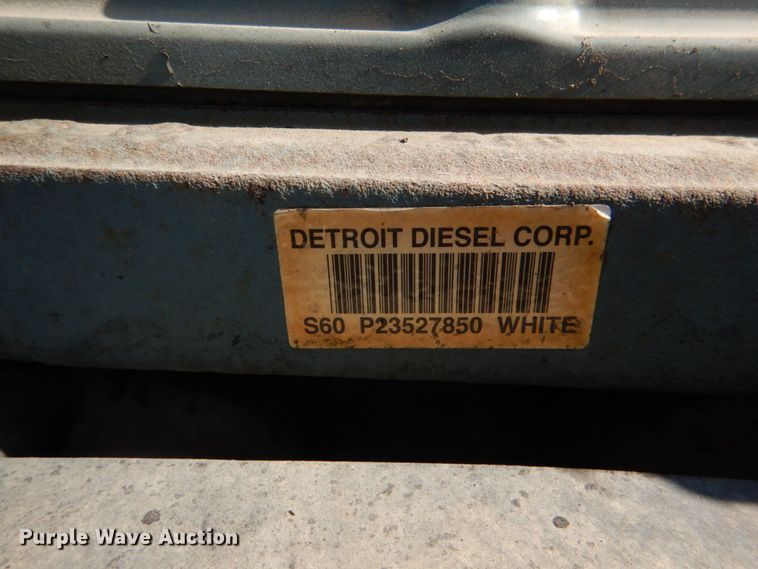 DETROIT DIESEL CORP.
S60 P23527850 WHITE
Purple Wave Auction